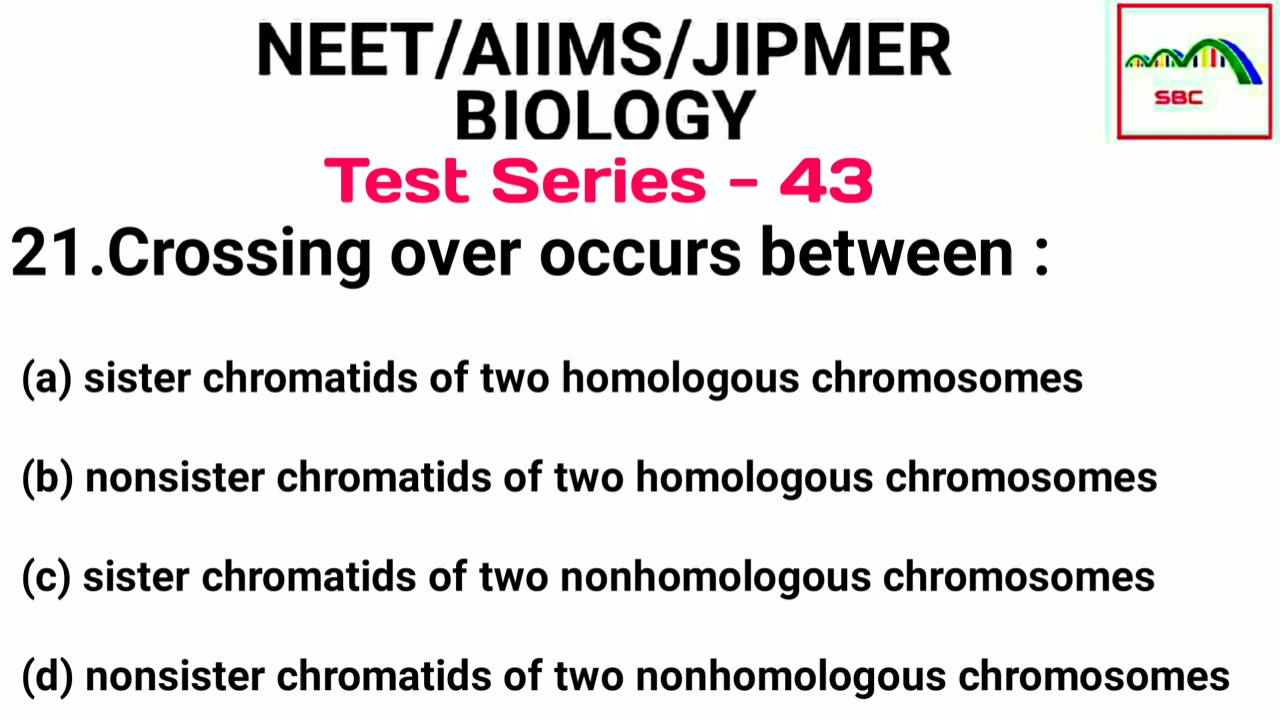 NEET/AIIMS/JIPMER
BIOLOGY
SBC
Test Series - 43
21.Crossing over occurs between :
(a) sister chromatids of two homologous chromosomes
(b) nonsister chromatids of two homologous chromosomes
(c) sister chromatids of two nonhomologous chromosomes
(d) nonsister chromatids of two nonhomologous chromosomes